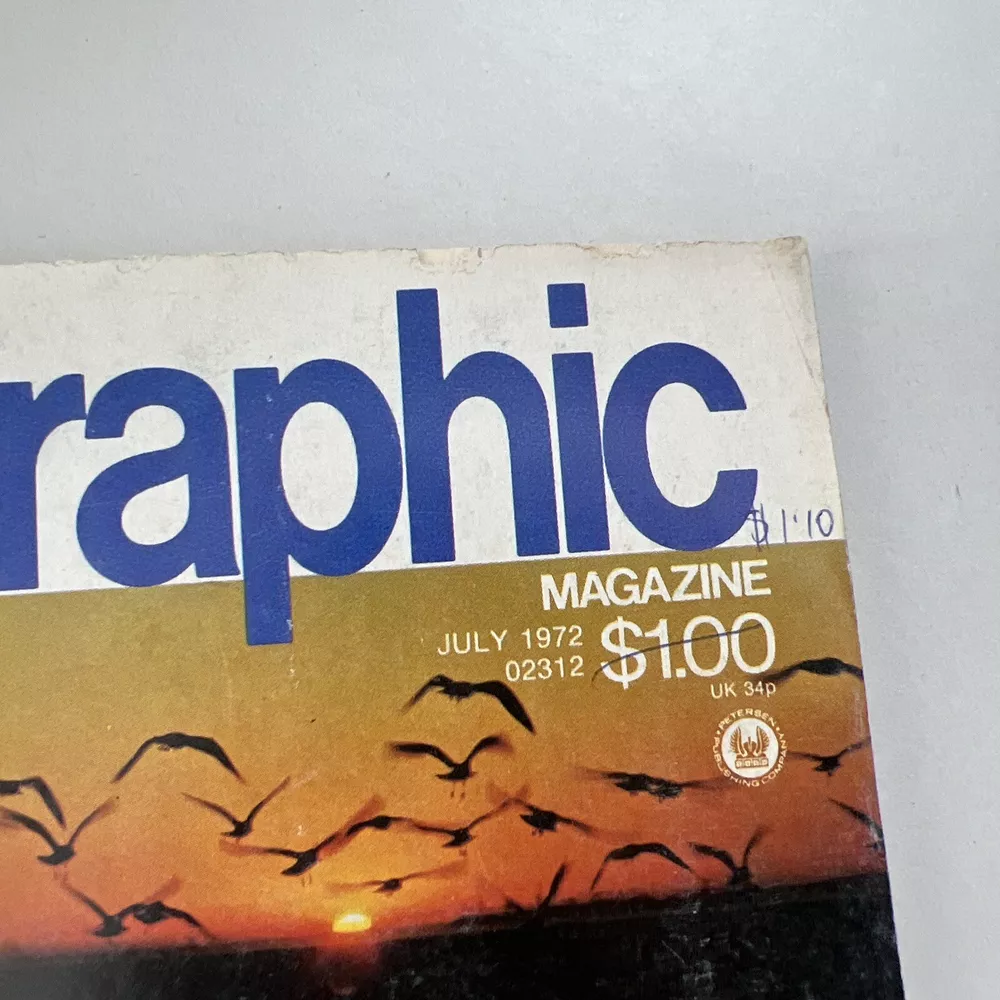 raphic
$1.10
MAGAZINE
JULY 1972
02312
$1.00
UK 34p
PETERSEN PUBLISHING COMPANY